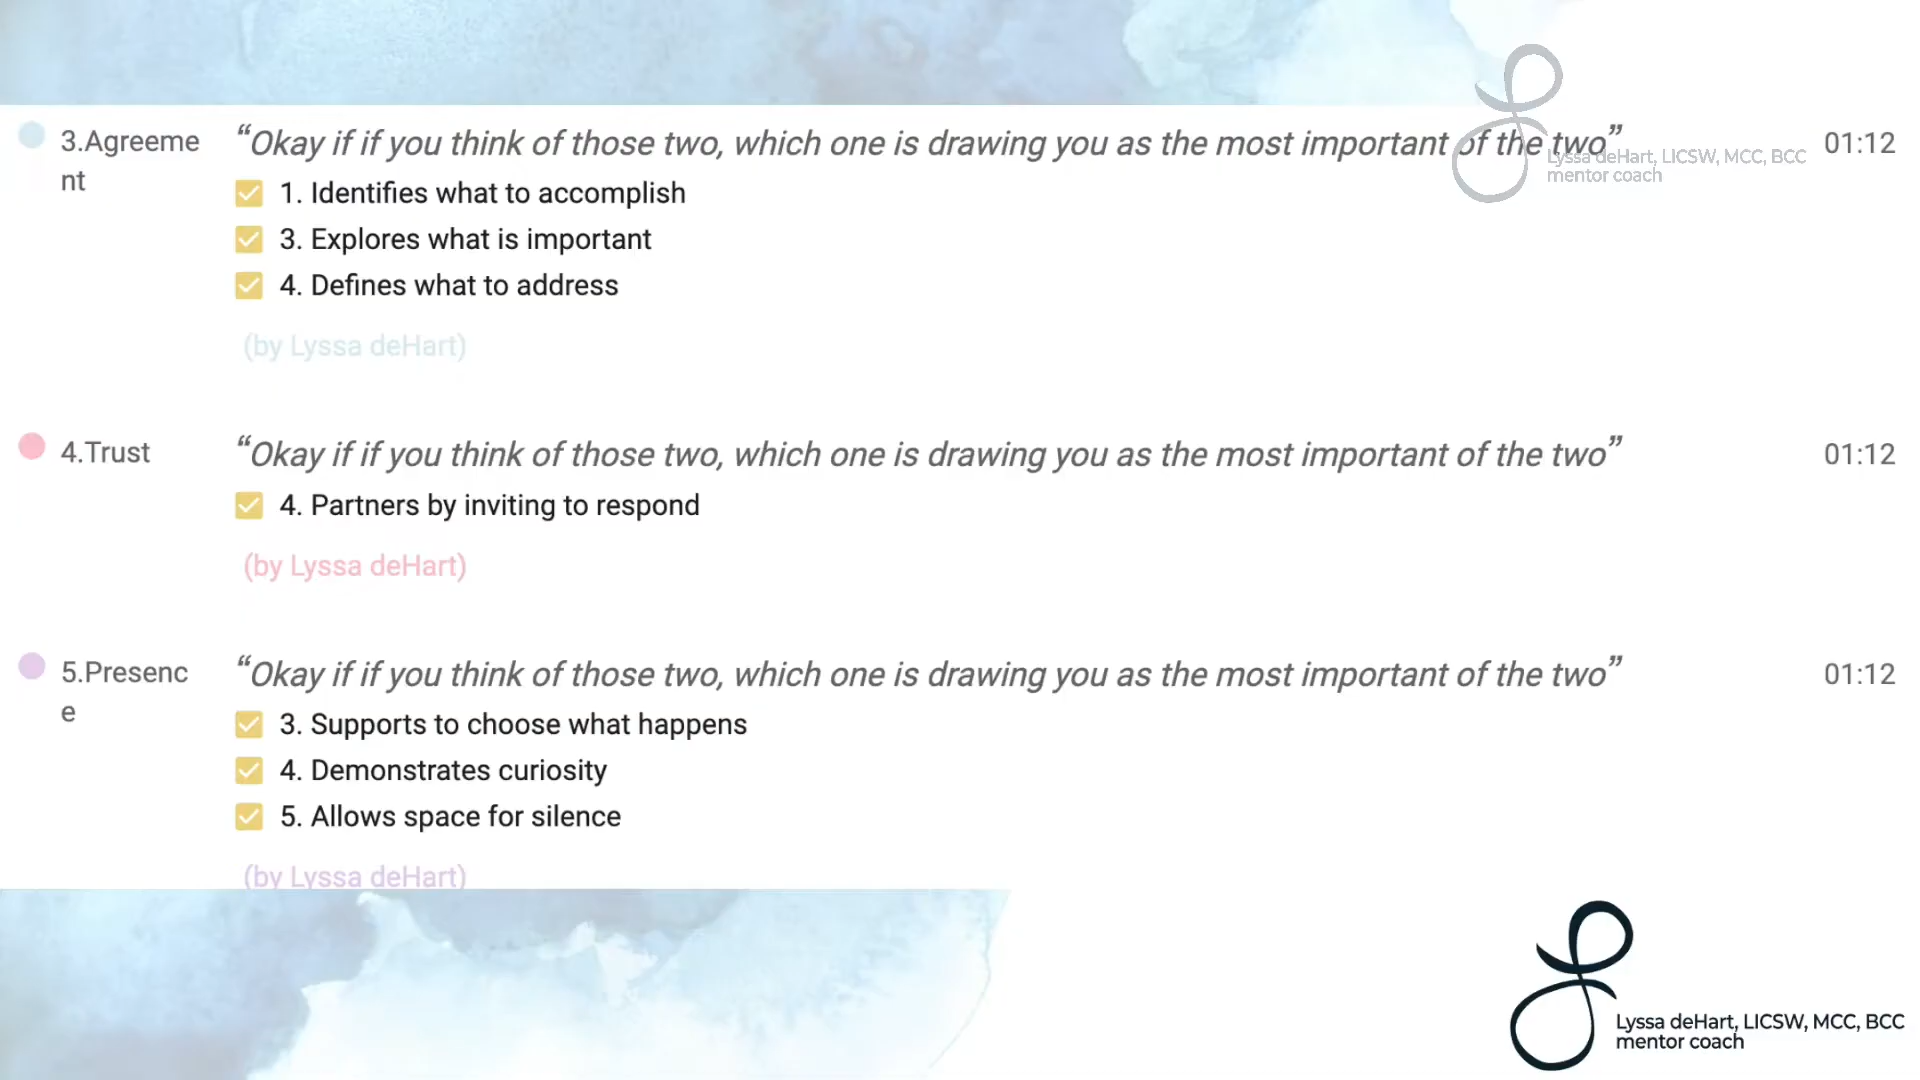 3.Agreeme
nt
“Okay if if you think of those two, which one is drawing you as the most important of the two”
01:12
1. Identifies what to accomplish
3. Explores what is important
4. Defines what to address
(by Lyssa deHart)
Lyssa deHart, LICSW, MCC, BCC
mentor coach
4.Trust
“Okay if if you think of those two, which one is drawing you as the most important of the two”
01:12
4. Partners by inviting to respond
(by Lyssa deHart)
5.Presenc
e
“Okay if if you think of those two, which one is drawing you as the most important of the two”
01:12
3. Supports to choose what happens
4. Demonstrates curiosity
5. Allows space for silence
(by Lyssa deHart)
Lyssa deHart, LICSW, MCC, BCC
mentor coach